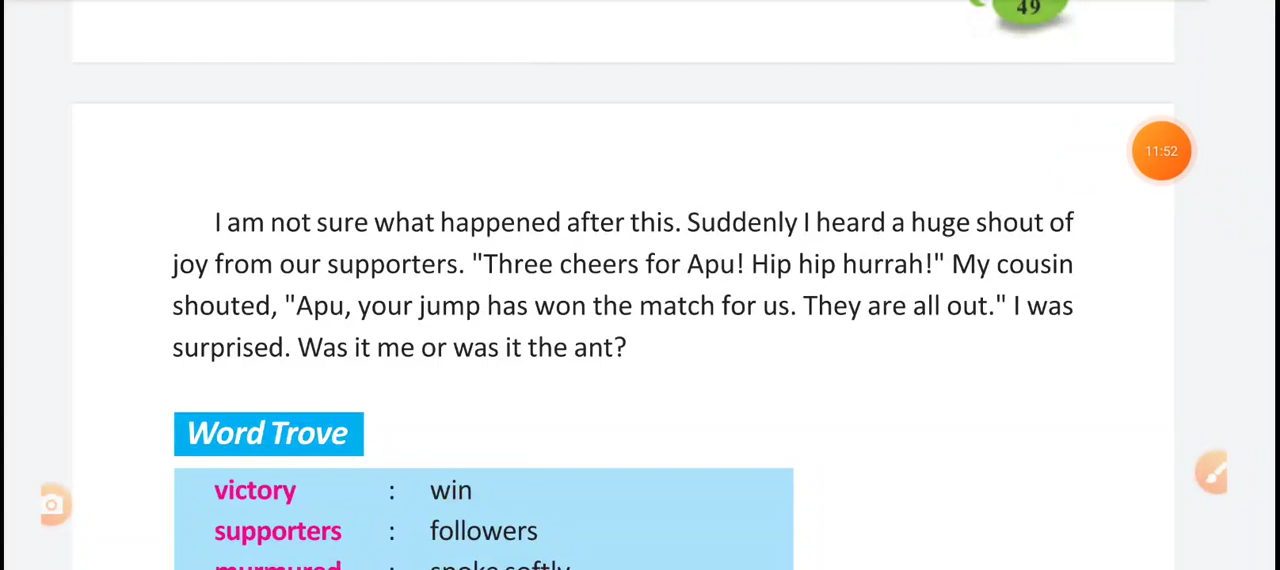 49
11:52
I am not sure what happened after this. Suddenly I heard a huge shout of
joy from our supporters. "Three cheers for Apu! Hip hip hurrah!" My cousin
shouted, "Apu, your jump has won the match for us. They are all out." I was
surprised. Was it me or was it the ant?
Word Trove
victory : win
supporters : followers
murmured : spoke softly